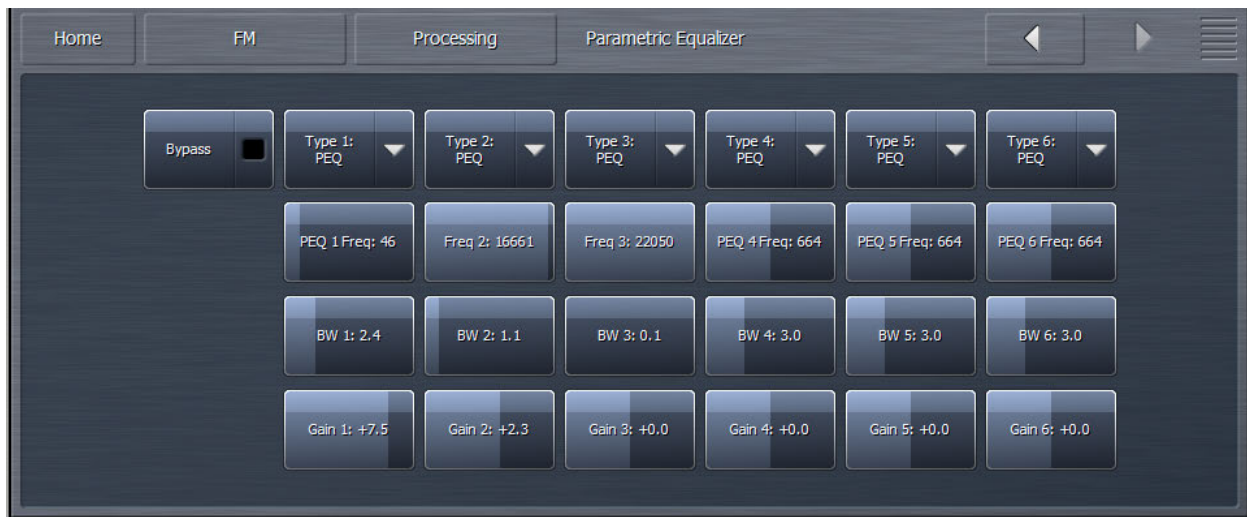 Home FM Processing Parametric Equalizer
Bypass
Type 1:
PEQ
Type 2:
PEQ
Type 3:
PEQ
Type 4:
PEQ
Type 5:
PEQ
Type 6:
PEQ
PEQ 1 Freq: 46
Freq 2: 16661
Freq 3: 22050
PEQ 4 Freq: 664
PEQ 5 Freq: 664
PEQ 6 Freq: 664
BW 1: 2.4
BW 2: 1.1
BW 3: 0.1
BW 4: 3.0
BW 5: 3.0
BW 6: 3.0
Gain 1: +7.5
Gain 2: +2.3
Gain 3: +0.0
Gain 4: +0.0
Gain 5: +0.0
Gain 6: +0.0